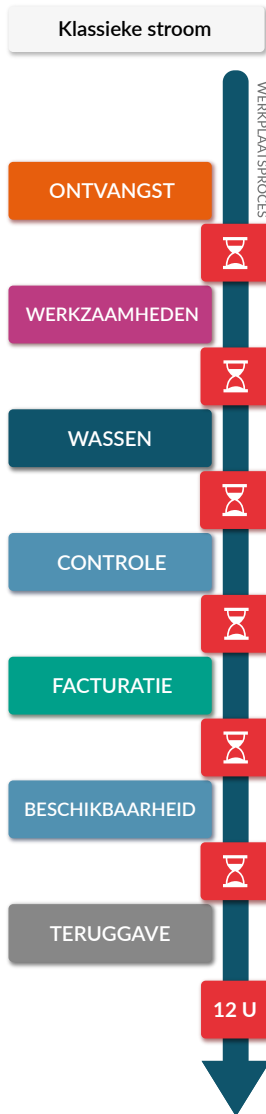 Klassieke stroom
WERKPLAATSPROCES
ONTVANGST
WERKZAAMHEDEN
WASSEN
CONTROLE
FACTURATIE
BESCHIKBAARHEID
TERUGGAVE
12 U